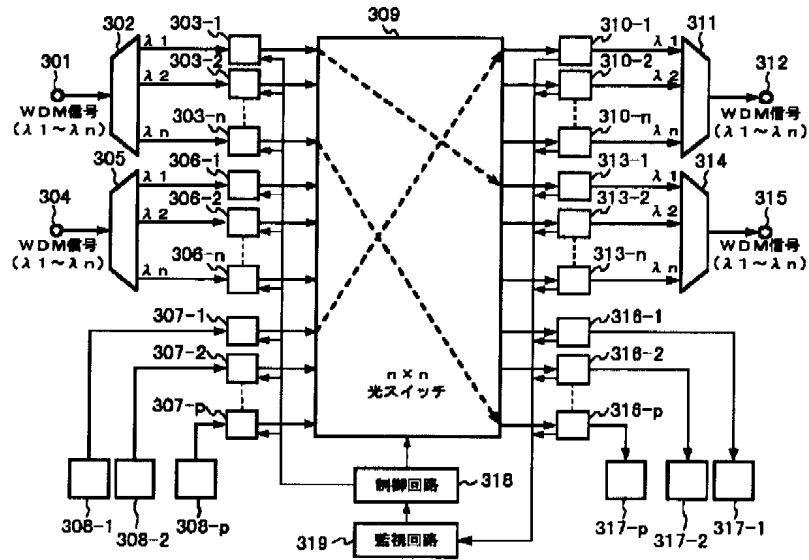 302
λ1
303-1
309
310-1
λ1
311
301
λ2
303-2
310-2
λ2
312
WDM信号
(λ1~λn)
λn
303-n
310-n
λn
WDM信号
(λ1~λn)
305
λ1
306-1
313-1
λ1
314
304
λ2
306-2
313-2
λ2
315
WDM信号
(λ1~λn)
λn
306-n
313-n
λn
WDM信号
(λ1~λn)
307-1
316-1
307-2
n×n
光スイッチ
316-2
307-p
316-p
制御回路
318
308-1
308-2
308-p
319
監視回路
317-p
317-2
317-1